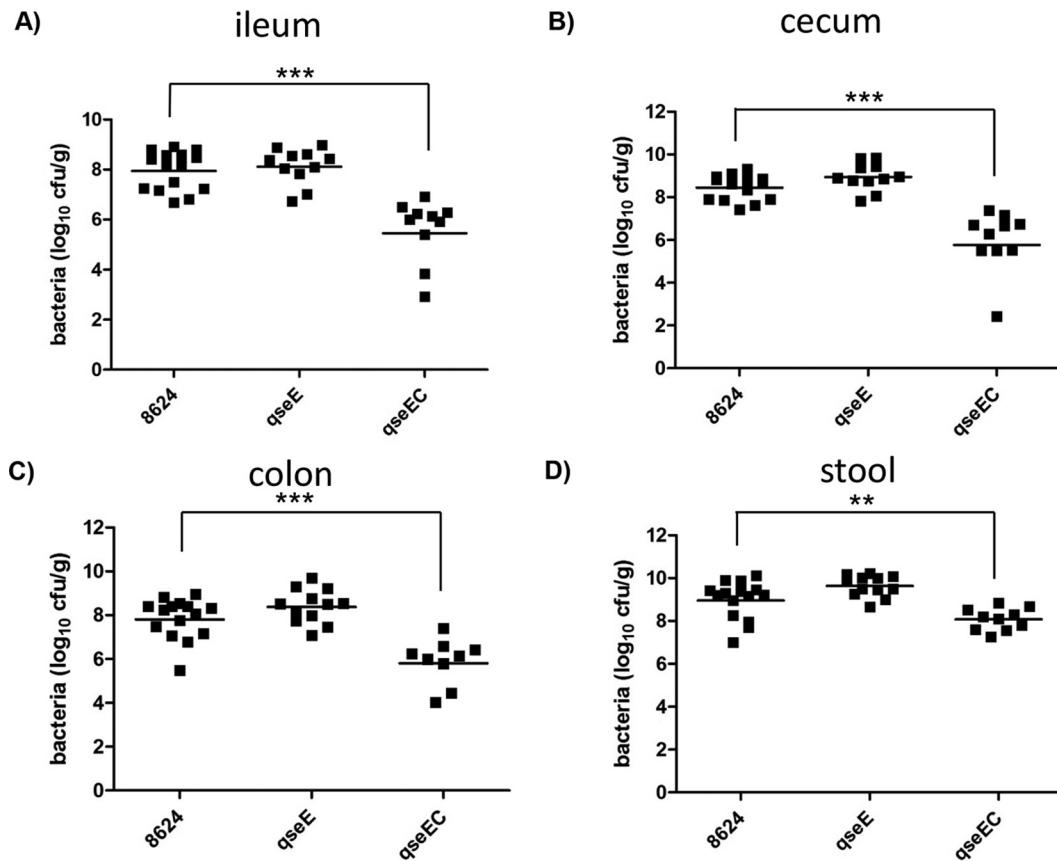 A) ileum
***
bacteria (log10 cfu/g)
10
8
6
4
2
0
8624
qseE
qseEC
B) cecum
***
bacteria (log10 cfu/g)
12
10
8
6
4
2
0
8624
qseE
qseEC
C) colon
***
bacteria (log10 cfu/g)
12
10
8
6
4
2
0
8624
qseE
qseEC
D) stool
**
bacteria (log10 cfu/g)
12
10
8
6
4
2
0
8624
qseE
qseEC